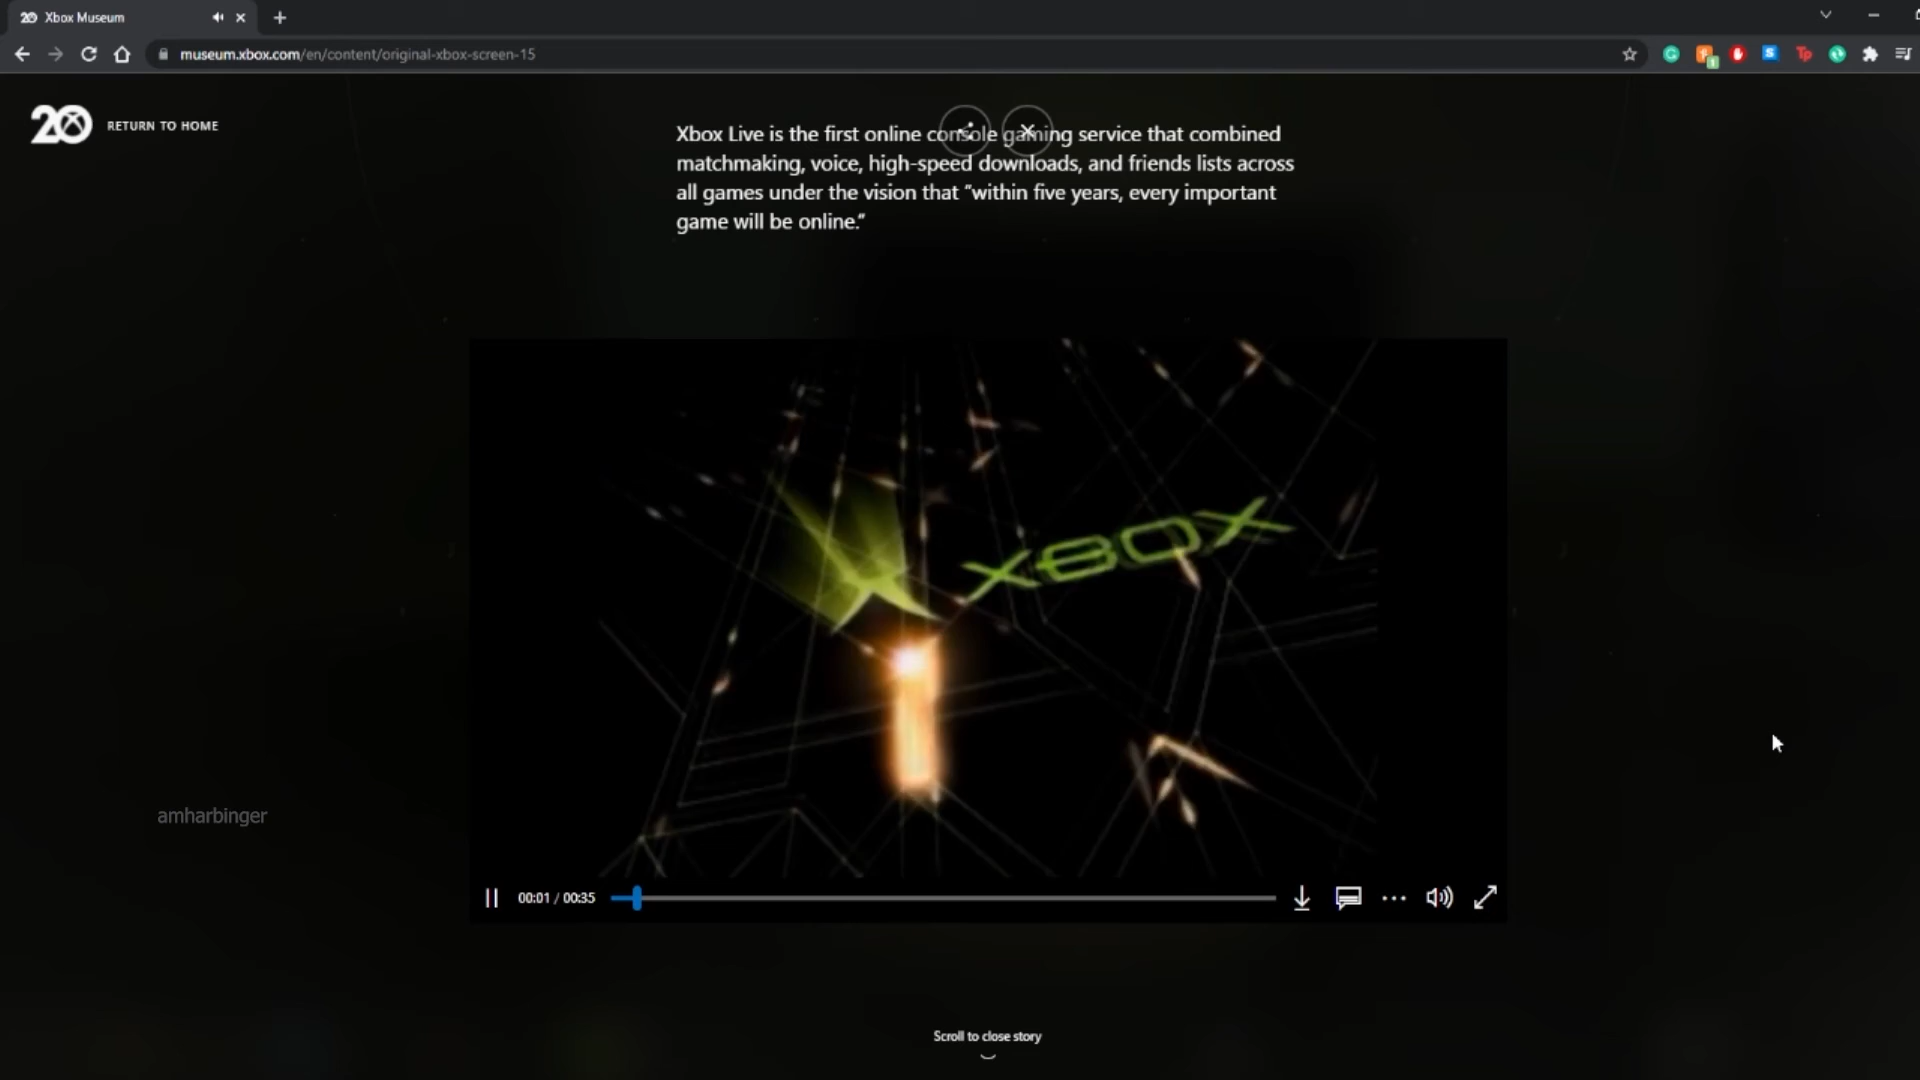 20 Xbox Museum
museum.xbox.com/en/content/original-xbox-screen-15
20 RETURN TO HOME
Xbox Live is the first online console gaming service that combined
matchmaking, voice, high-speed downloads, and friends lists across
all games under the vision that “within five years, every important
game will be online.”
XBOX
amharbinger
00:01 / 00:35
Scroll to close story